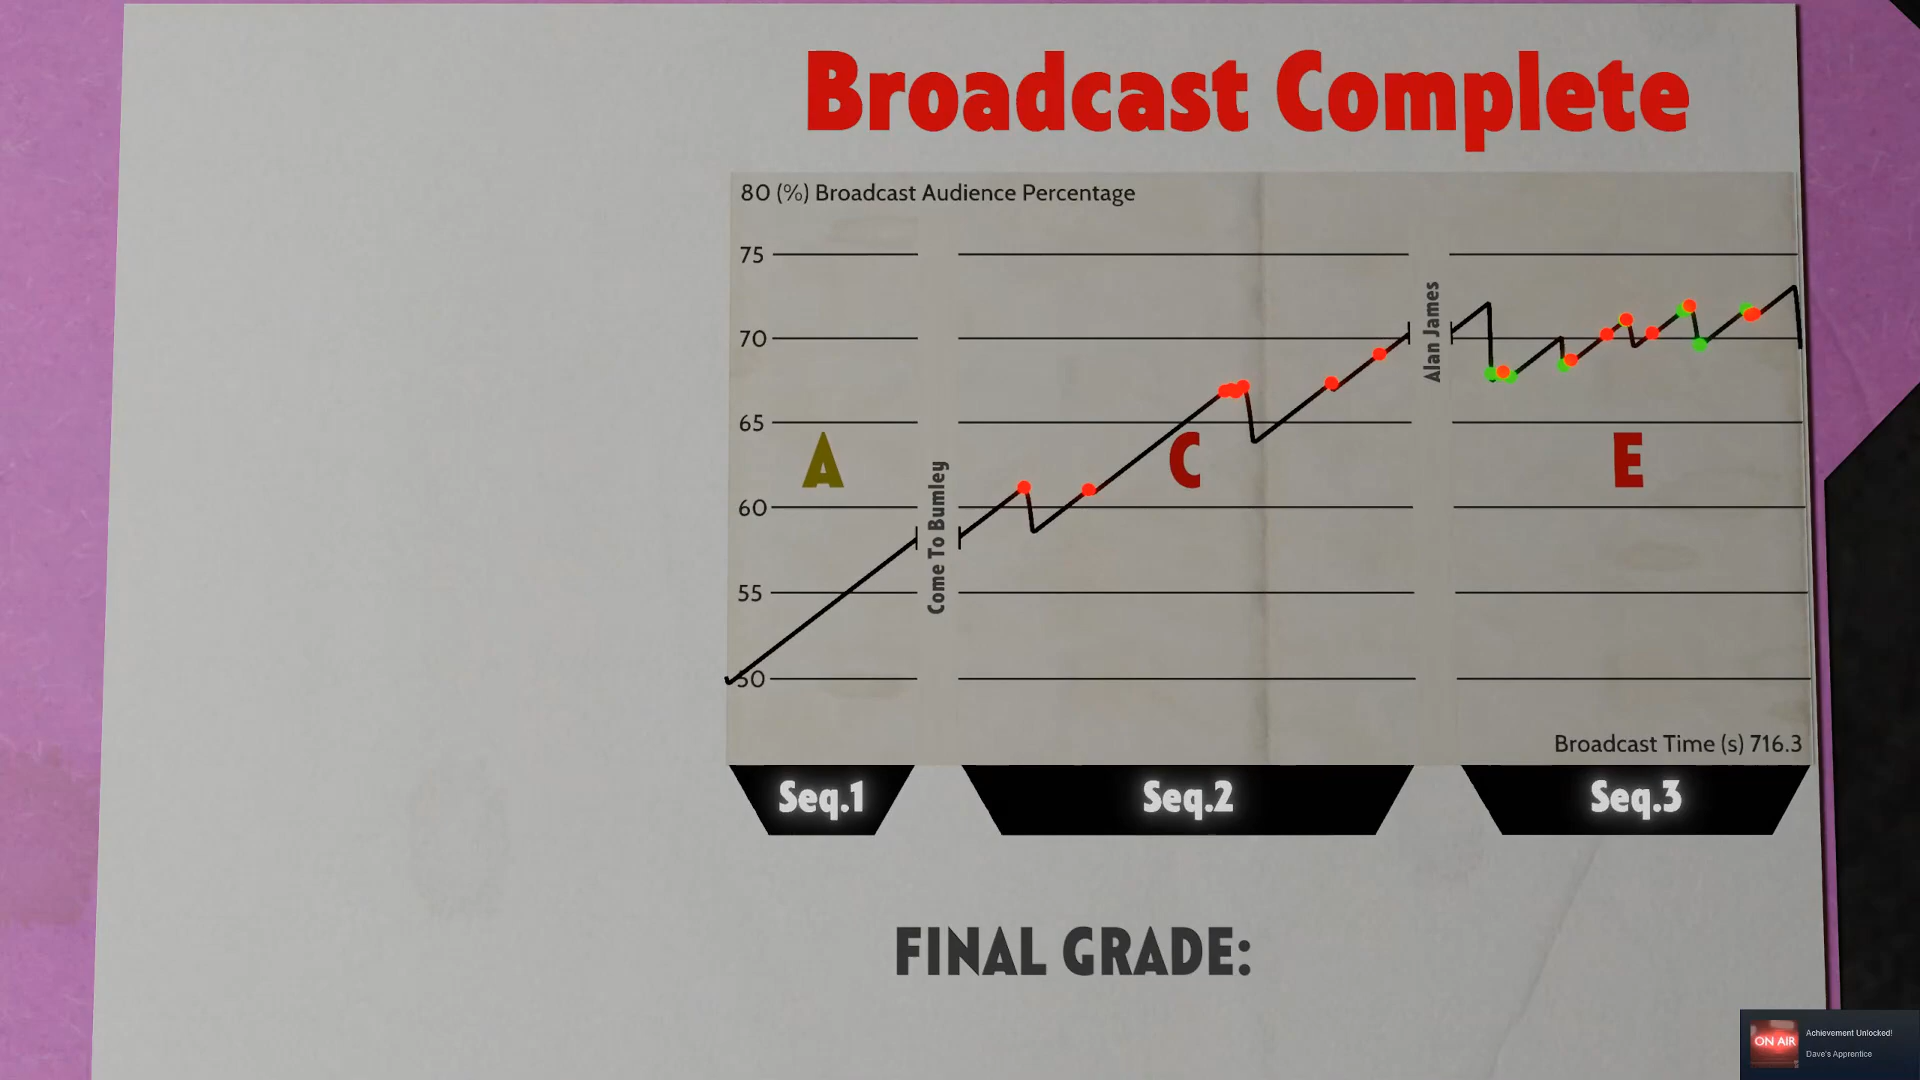 Broadcast Complete
80 (%) Broadcast Audience Percentage
75
70
65
60
55
50
A
Come To Bumley
C
Alan James
E
Broadcast Time (s) 716.3
Seq.1
Seq.2
Seq.3
FINAL GRADE:
ON AIR
Achievement Unlocked!
Dave's Apprentice